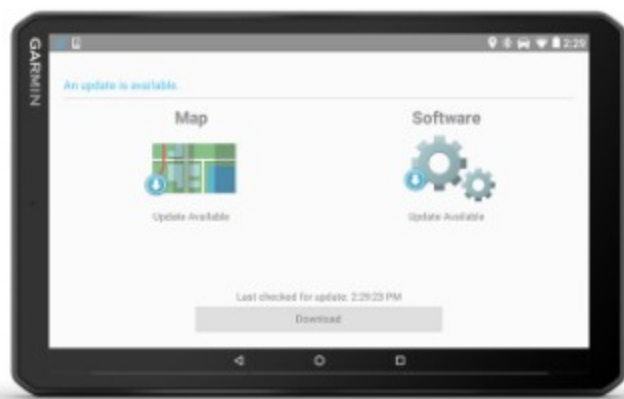 GARMIN
2:29
An update is available.
Map
Software
Update Available
Update Available
Last checked for update: 2:29:23 PM
Download